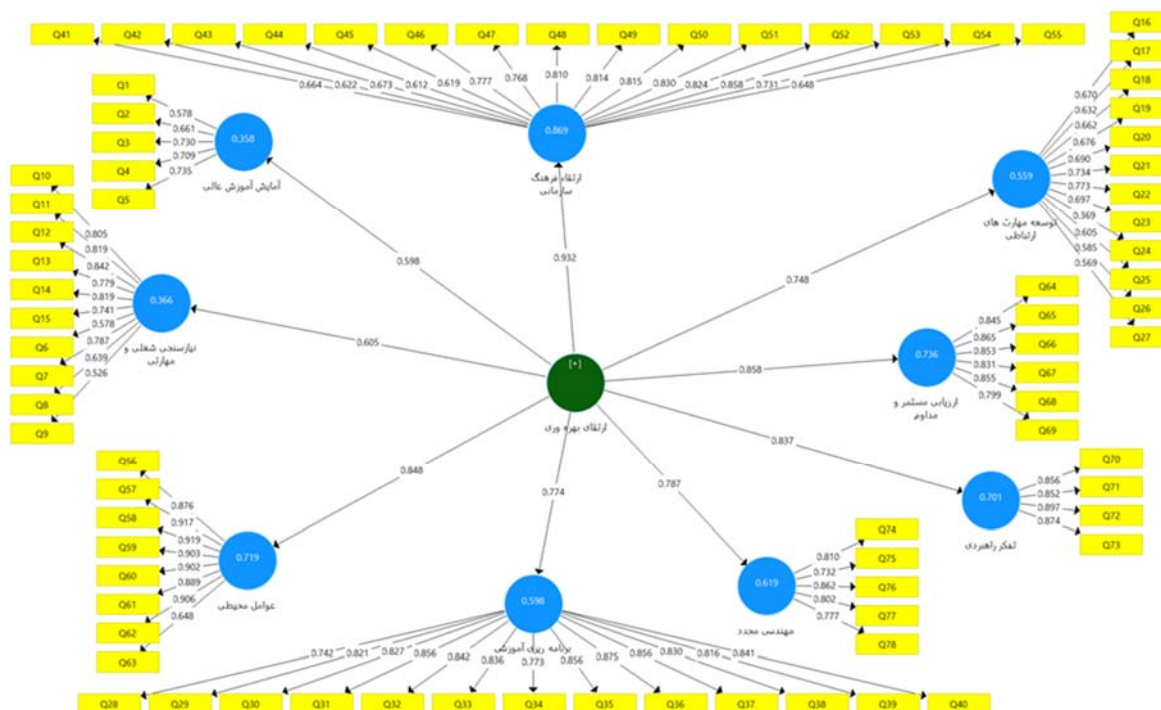 Q41 Q42 Q43 Q44 Q45 Q46 Q47 Q48 Q49 Q50 Q51 Q52 Q53 Q54 Q55
0.664 0.622 0.673 0.612 0.619 0.777 0.768 0.810 0.814 0.815 0.830 0.824 0.858 0.731 0.648
0.869
ارتقاء فرهنگ
سازمانی
0.932
Q1
Q2
Q3
Q4
Q5
0.578
0.661
0.730
0.709
0.735
0.358
آمایش آموزش عالی
0.598
Q16
Q17
Q18
Q19
Q20
Q21
Q22
Q23
Q24
Q25
Q26
Q27
0.670
0.632
0.662
0.676
0.690
0.734
0.773
0.697
0.369
0.605
0.585
0.569
0.559
توسعه مهارت های
ارتباطی
0.748
Q10
Q11
Q12
Q13
Q14
Q15
Q6
Q7
Q8
Q9
0.805
0.819
0.842
0.779
0.819
0.741
0.578
0.787
0.639
0.526
0.366
نیازسنجی شغلی و
مهارتی
0.605
[+]
ارتقای بهره وری
Q64
Q65
Q66
Q67
Q68
Q69
0.845
0.865
0.853
0.831
0.855
0.799
0.736
ارزیابی مستمر و
مداوم
0.858
Q70
Q71
Q72
Q73
0.856
0.852
0.897
0.874
0.701
تفکر راهبردی
0.837
Q56
Q57
Q58
Q59
Q60
Q61
Q62
Q63
0.876
0.917
0.919
0.903
0.902
0.889
0.906
0.648
0.719
عوامل محیطی
0.848
Q74
Q75
Q76
Q77
Q78
0.810
0.732
0.862
0.802
0.777
0.619
مهندسی مجدد
0.787
0.774
0.598
برنامه ریزی آموزشی
0.742 0.821 0.827 0.856 0.842 0.836 0.773 0.856 0.875 0.856 0.830 0.816 0.841
Q28 Q29 Q30 Q31 Q32 Q33 Q34 Q35 Q36 Q37 Q38 Q39 Q40